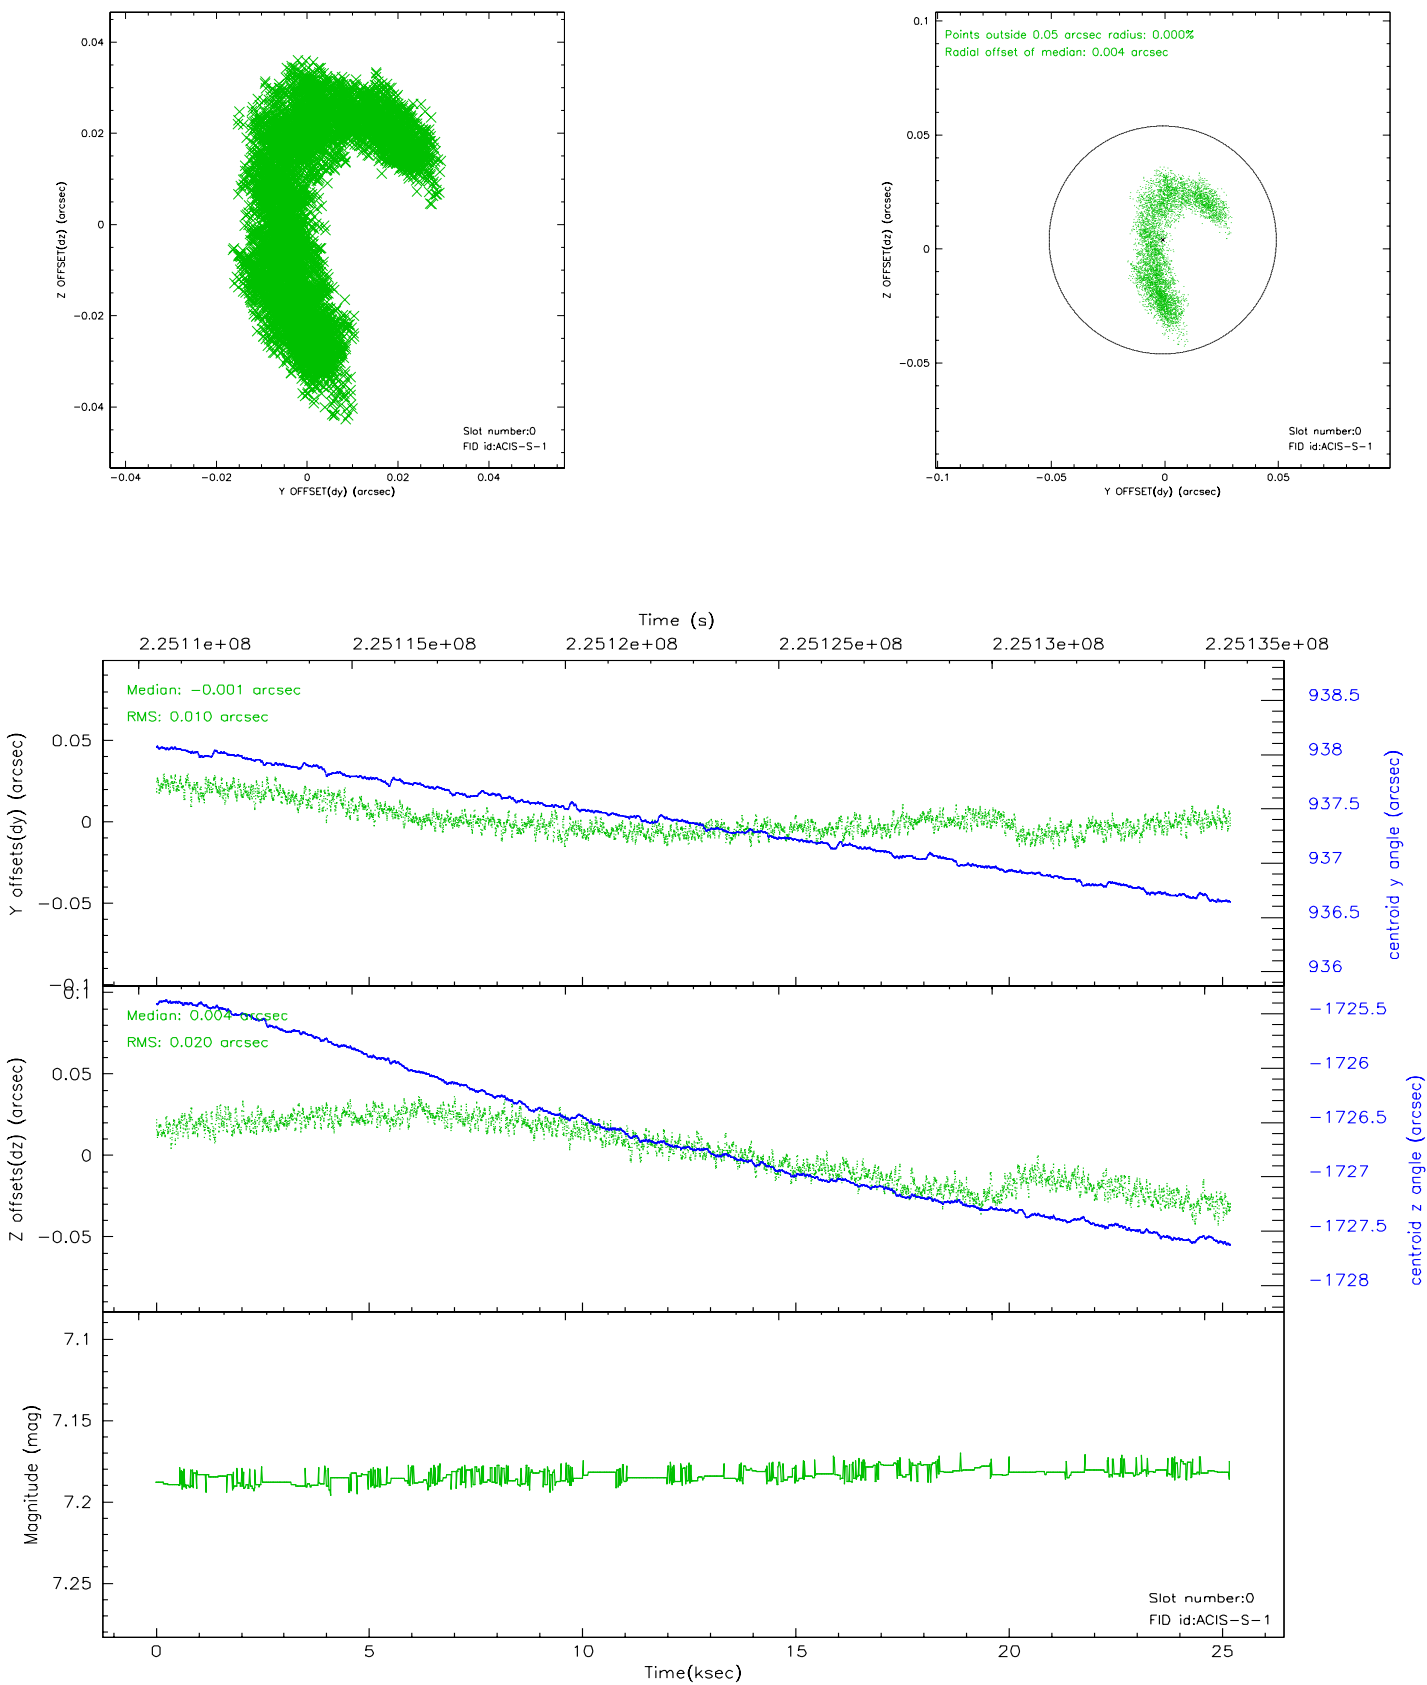 0.04
0.02
0
-0.02
-0.04
Z OFFSET(dz) (arcsec)
Slot number:0
FID id:ACIS-S-1
-0.04
-0.02
0
0.02
0.04
Y OFFSET(dy) (arcsec)
0.1
0.05
0
-0.05
Z OFFSET(dz) (arcsec)
Points outside 0.05 arcsec radius: 0.000%
Radial offset of median: 0.004 arcsec
Slot number:0
FID id:ACIS-S-1
-0.1
-0.05
0
0.05
Y OFFSET(dy) (arcsec)
Time (s)
2.2511e+08
2.25115e+08
2.2512e+08
2.25125e+08
2.2513e+08
2.25135e+08
Median: -0.001 arcsec
RMS: 0.010 arcsec
0.05
0
-0.05
-0.1
Y offsets(dy) (arcsec)
938.5
938
937.5
937
936.5
936
centroid y angle (arcsec)
Median: 0.004 arcsec
RMS: 0.020 arcsec
0.1
0.05
0
-0.05
Z offsets(dz) (arcsec)
-1725.5
-1726
-1726.5
-1727
-1727.5
-1728
centroid z angle (arcsec)
7.1
7.15
7.2
7.25
Magnitude (mag)
Slot number:0
FID id:ACIS-S-1
0
5
10
15
20
25
Time(ksec)